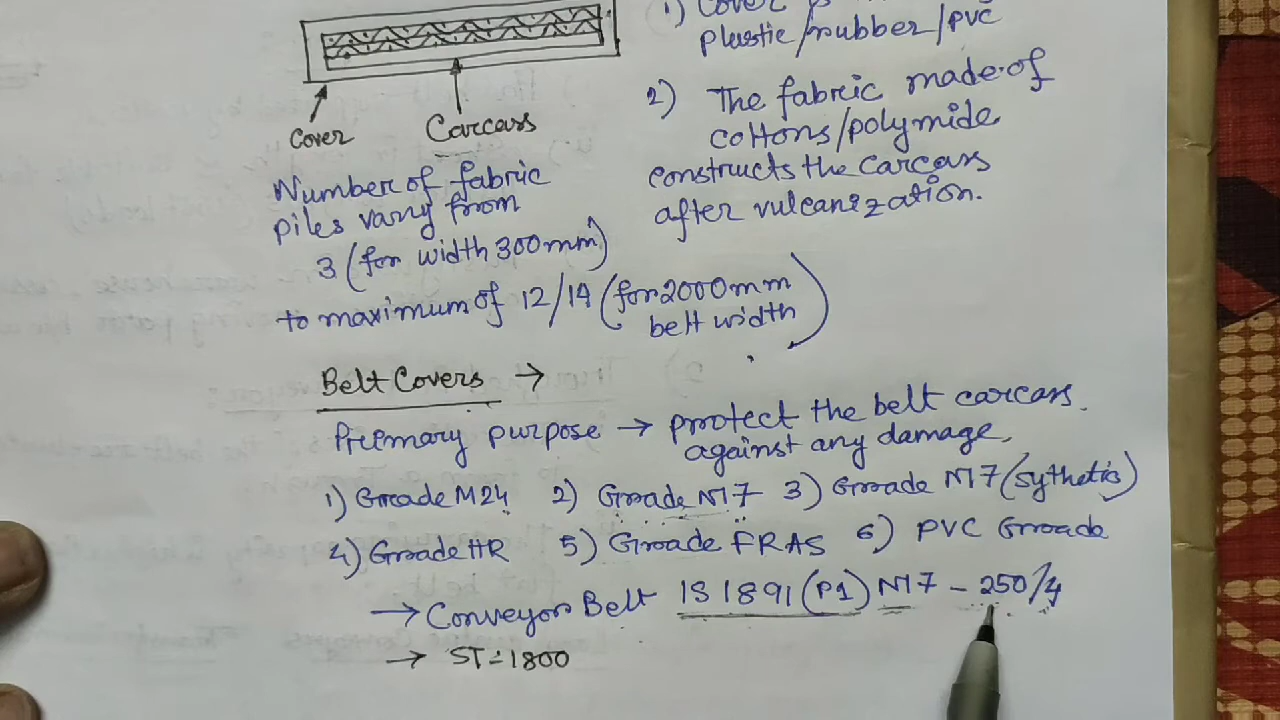 1) Cover
plastic/rubber/pvc
2) The fabric made of
cottons/polymide
constructs the carcass
after vulcanization.
Cover
Carcass
Number of fabric
piles vary from
3 (for width 300mm)
to maximum of 12/14 (for 2000mm
belt width)
Belt Covers →
Primary purpose → protect the belt carcass.
against any damage.
1) Grade M24 2) Grade N17 3) Grade N17 (sythetic)
4) Grade HR 5) Grade FRAS 6) PVC Grade
→ Conveyor Belt IS 1891 (P1) N17 - 250/4
→ ST-1800